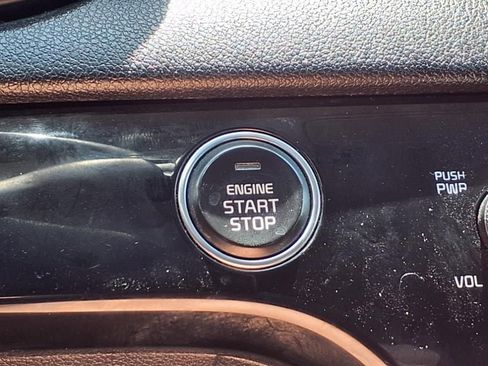 ENGINE
START
STOP
PUSH
PWR
VOL